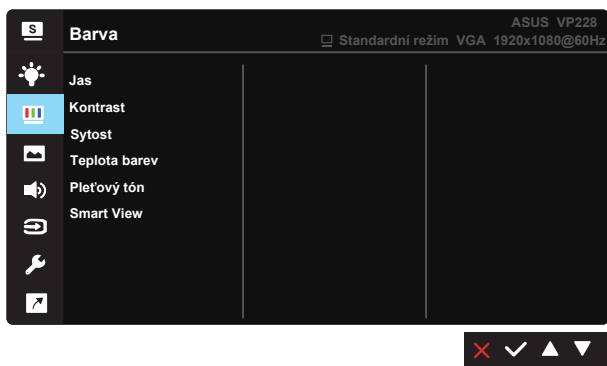 S
Barva
ASUS VP228
Standardní režim VGA 1920x1080@60Hz
Jas
Kontrast
Sytost
Teplota barev
Pleťový tón
Smart View